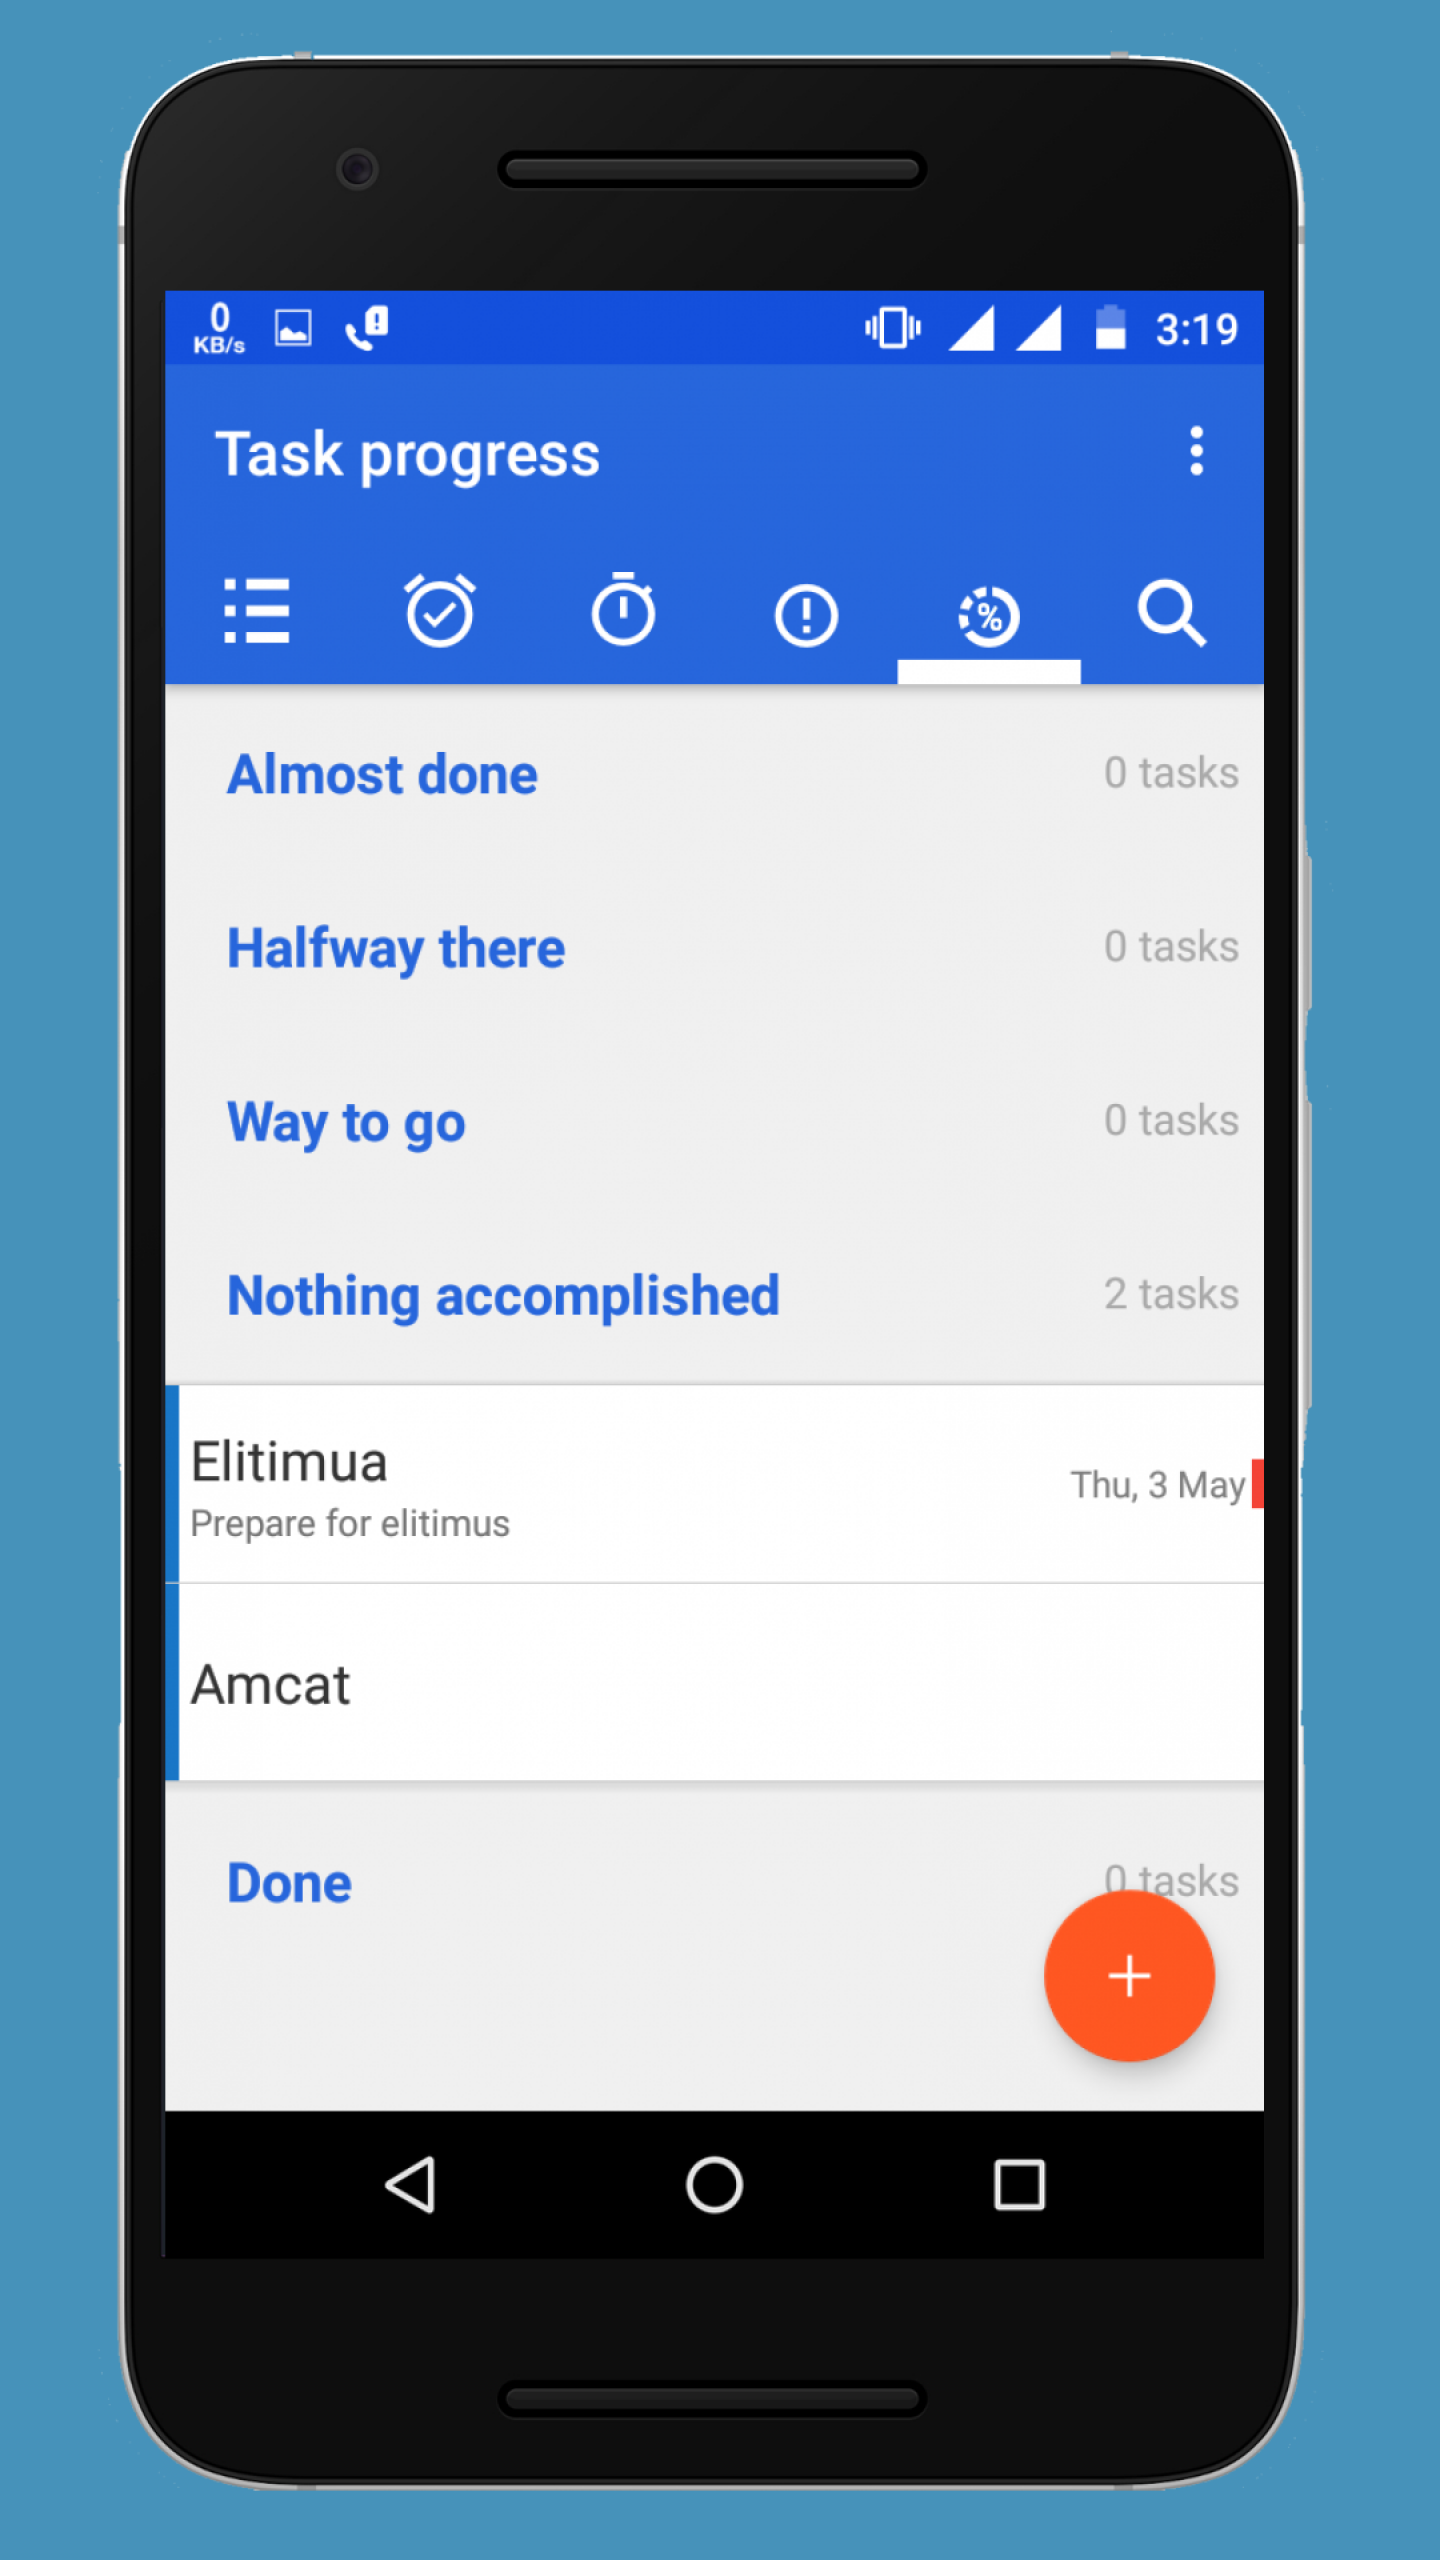 0
KB/s
3:19
Task progress
%
Almost done
0 tasks
Halfway there
0 tasks
Way to go
0 tasks
Nothing accomplished
2 tasks
Elitimua
Prepare for elitimus
Thu, 3 May
Amcat
Done
0 tasks